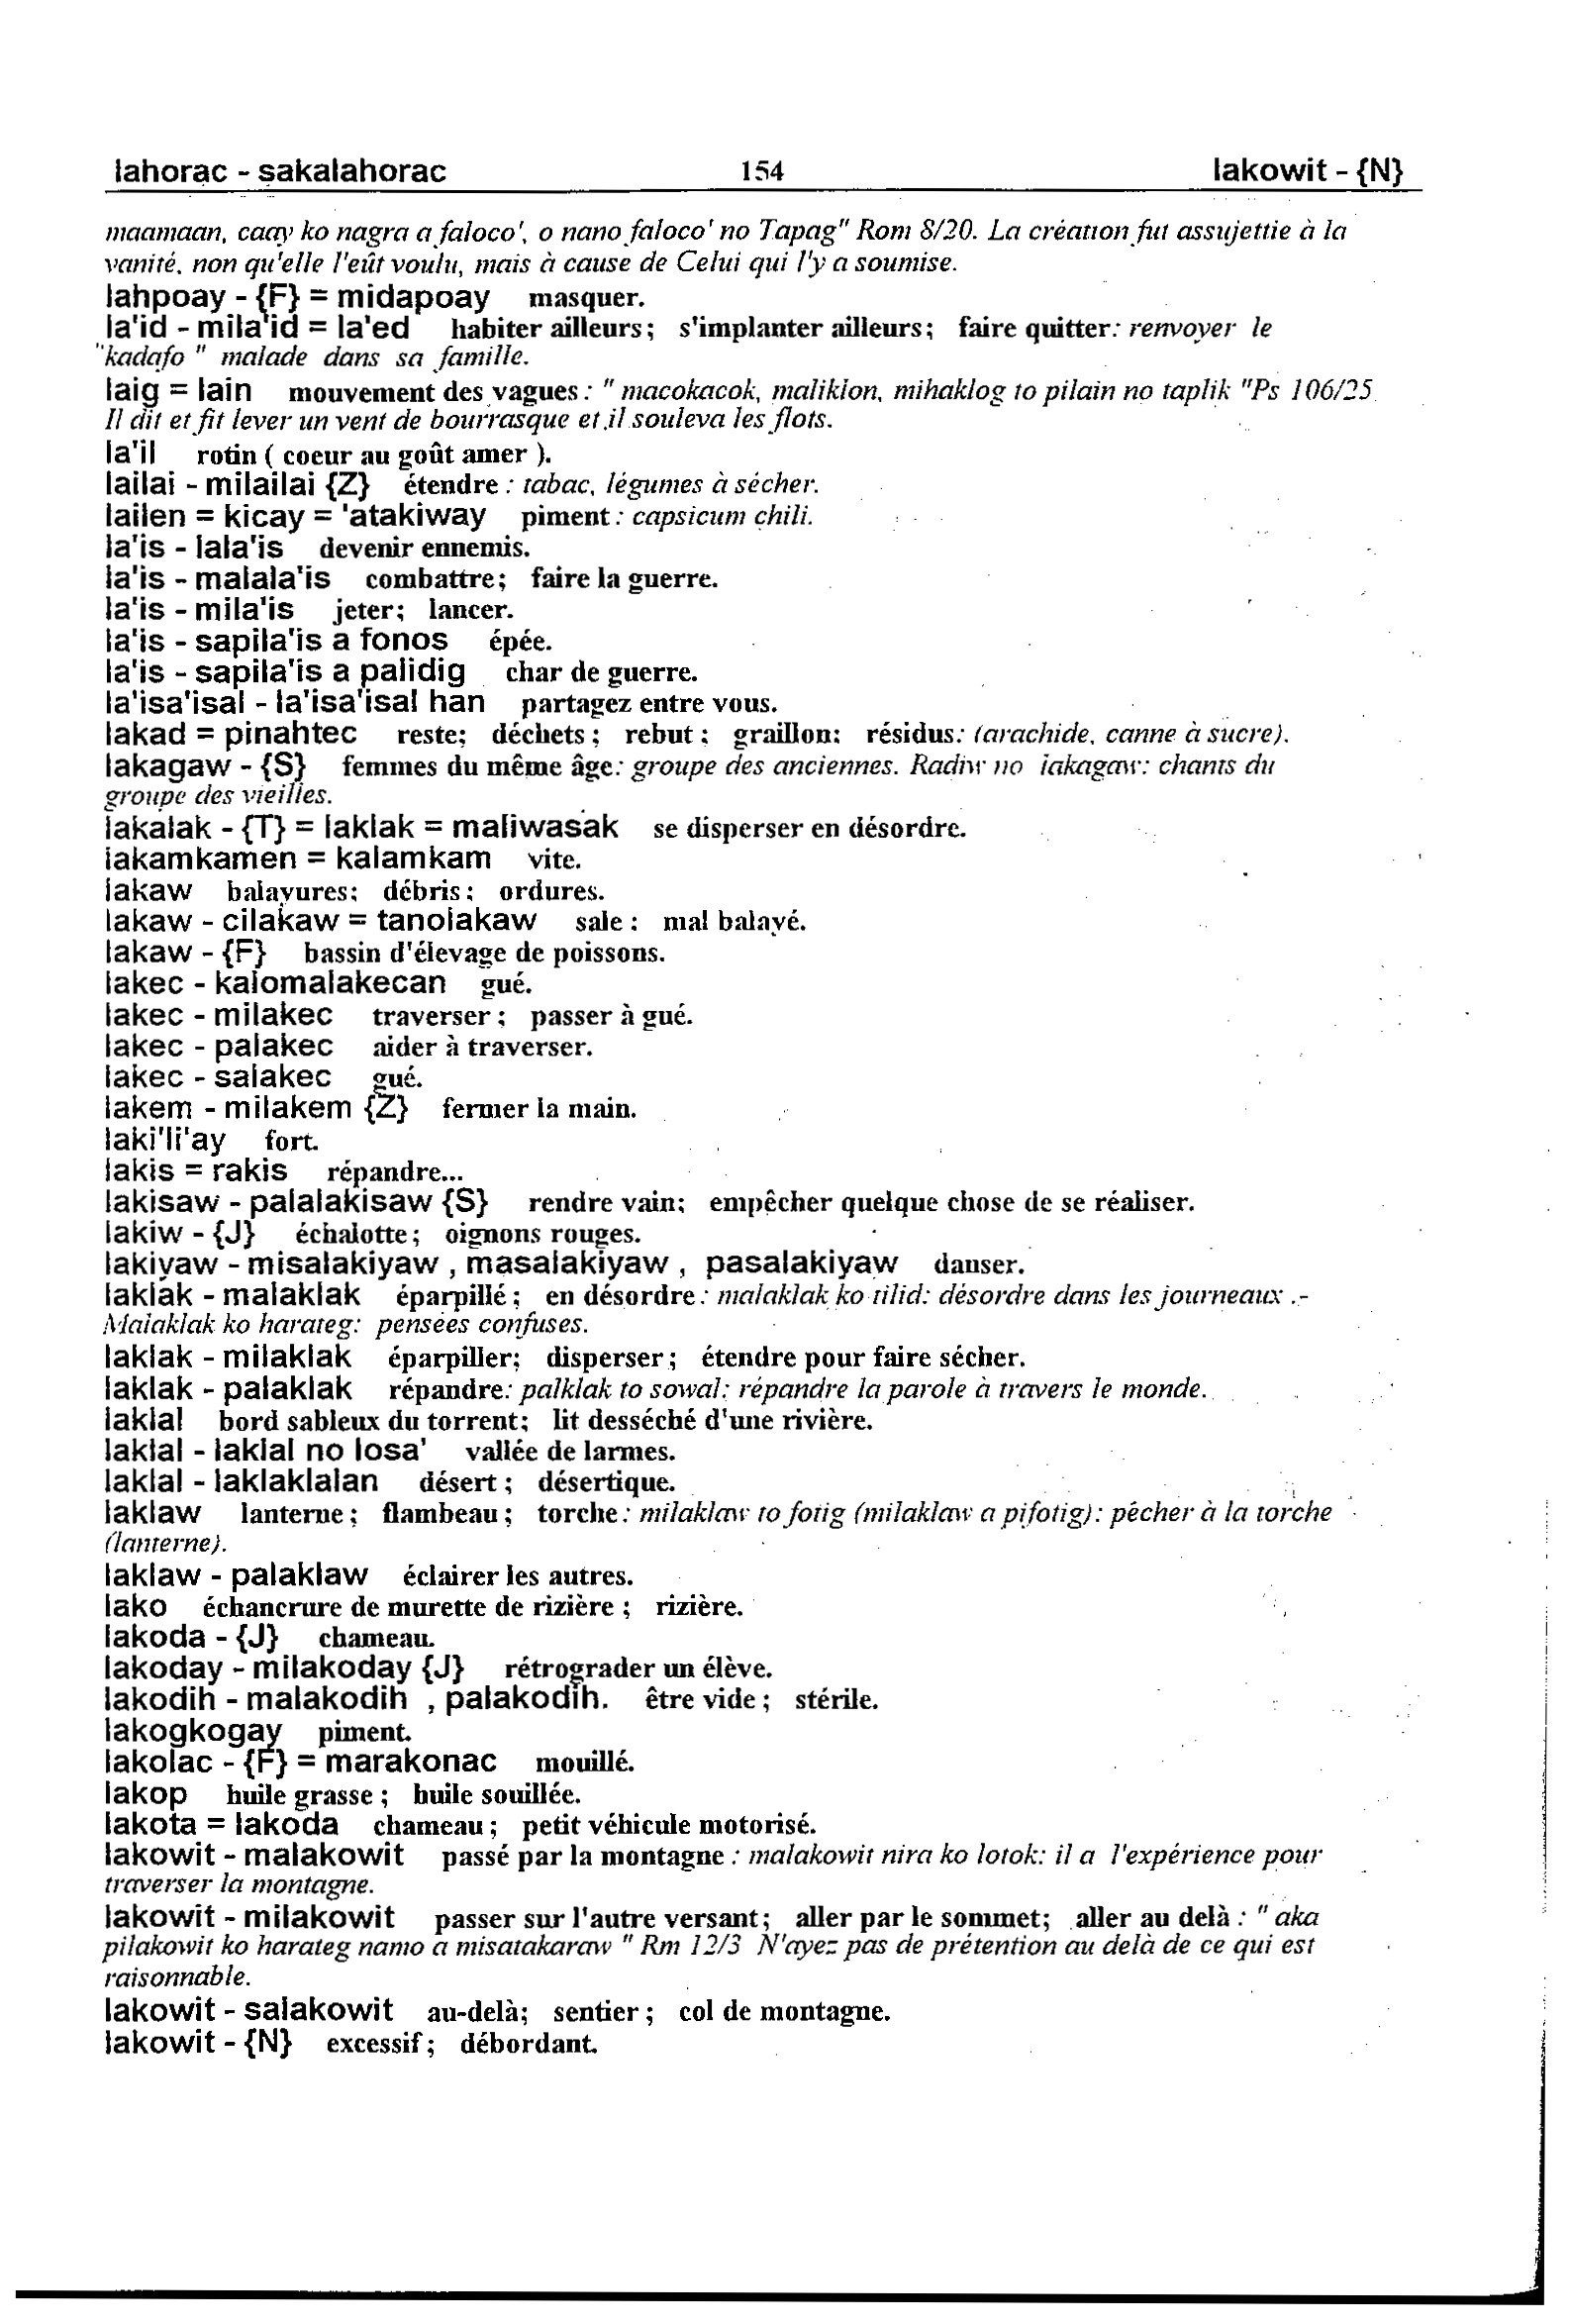 lahorac - sakalahorac 154 lakowit - {N}
maamaan, caay ko nagra a faloco', o nano faloco' no Tapag" Rom 8/20. La création fut assujettie à la
vanité. non qu'elle l'eût voulu, mais à cause de Celui qui l'y a soumise.
lahpoay - {F} = midapoay masquer.
la'id - mila'id = la'ed habiter ailleurs; s'implanter ailleurs; faire quitter: renvoyer le
"kadafo " malade dans sa famille.
laig = lain mouvement des vagues : " macokacok, maliklon, mihaklog to pilain no taplik "Ps 106/25
Il dit et fit lever un vent de bourrasque et il souleva les flots.
la'il rotin ( coeur au goût amer ).
lailai - milailai {Z} étendre : tabac, légumes à sécher.
lailen = kicay = 'atakiway piment : capsicum chili.
la'is - lala'is devenir ennemis.
la'is - malala'is combattre; faire la guerre.
la'is - mila'is jeter; lancer.
la'is - sapila'is a fonos épée.
la'is - sapila'is a palidig char de guerre.
la'isa'isal - la'isa'isal han partagez entre vous.
lakad = pinahtec reste; déchets ; rebut ; graillon; résidus: (arachide, canne à sucre).
lakagaw - {S} femmes du même âge: groupe des anciennes. Radiw no lakagaw: chants du
groupe des vieilles.
lakalak - {T} = laklak = maliwasak se disperser en désordre.
lakamkamen = kalamkam vite.
lakaw balayures; débris ; ordures.
lakaw - cilakaw = tanolakaw sale : mal balayé.
lakaw - {F} bassin d'élevage de poissons.
lakec - kalomalakecan gué.
lakec - milakec traverser ; passer à gué.
lakec - palakec aider à traverser.
lakec - salakec gué.
lakem - milakem {Z} fermer la main.
laki'li'ay fort.
lakis = rakis répandre...
lakisaw - palalakisaw {S} rendre vain; empêcher quelque chose de se réaliser.
lakiw - {J} échalotte ; oignons rouges.
lakiyaw - misalakiyaw , masalakiyaw , pasalakiyaw danser.
laklak - malaklak éparpillé ; en désordre : malaklak ko tilid: désordre dans les journeaux .-
Malaklak ko harateg: pensées confuses.
laklak - milaklak éparpiller; disperser ; étendre pour faire sécher.
laklak - palaklak répandre: palklak to sowal: répandre la parole à travers le monde.
laklal bord sableux du torrent; lit desséché d'une rivière.
laklal - laklal no losa' vallée de larmes.
laklal - laklaklalan désert ; désertique.
laklaw lanterne ; flambeau ; torche : milaklaw to fotig (milaklaw a pifotig): pêcher à la torche
(lanterne).
laklaw - palaklaw éclairer les autres.
lako échancrure de murette de rizière ; rizière.
lakoda - {J} chameau.
lakoday - milakoday {J} rétrograder un élève.
lakodih - malakodih , palakodih. être vide ; stérile.
lakogkogay piment.
lakolac - {F} = marakonac mouillé.
lakop huile grasse ; huile souillée.
lakota = lakoda chameau ; petit véhicule motorisé.
lakowit - malakowit passé par la montagne : malakowit nira ko lotok: il a l'expérience pour
traverser la montagne.
lakowit - milakowit passer sur l'autre versant ; aller par le sommet; aller au delà : " aka
pilakowit ko harateg namo a misatakaraw " Rm 12/3 N'ayez pas de prétention au delà de ce qui est
raisonnable.
lakowit - salakowit au-delà; sentier ; col de montagne.
lakowit - {N} excessif ; débordant.